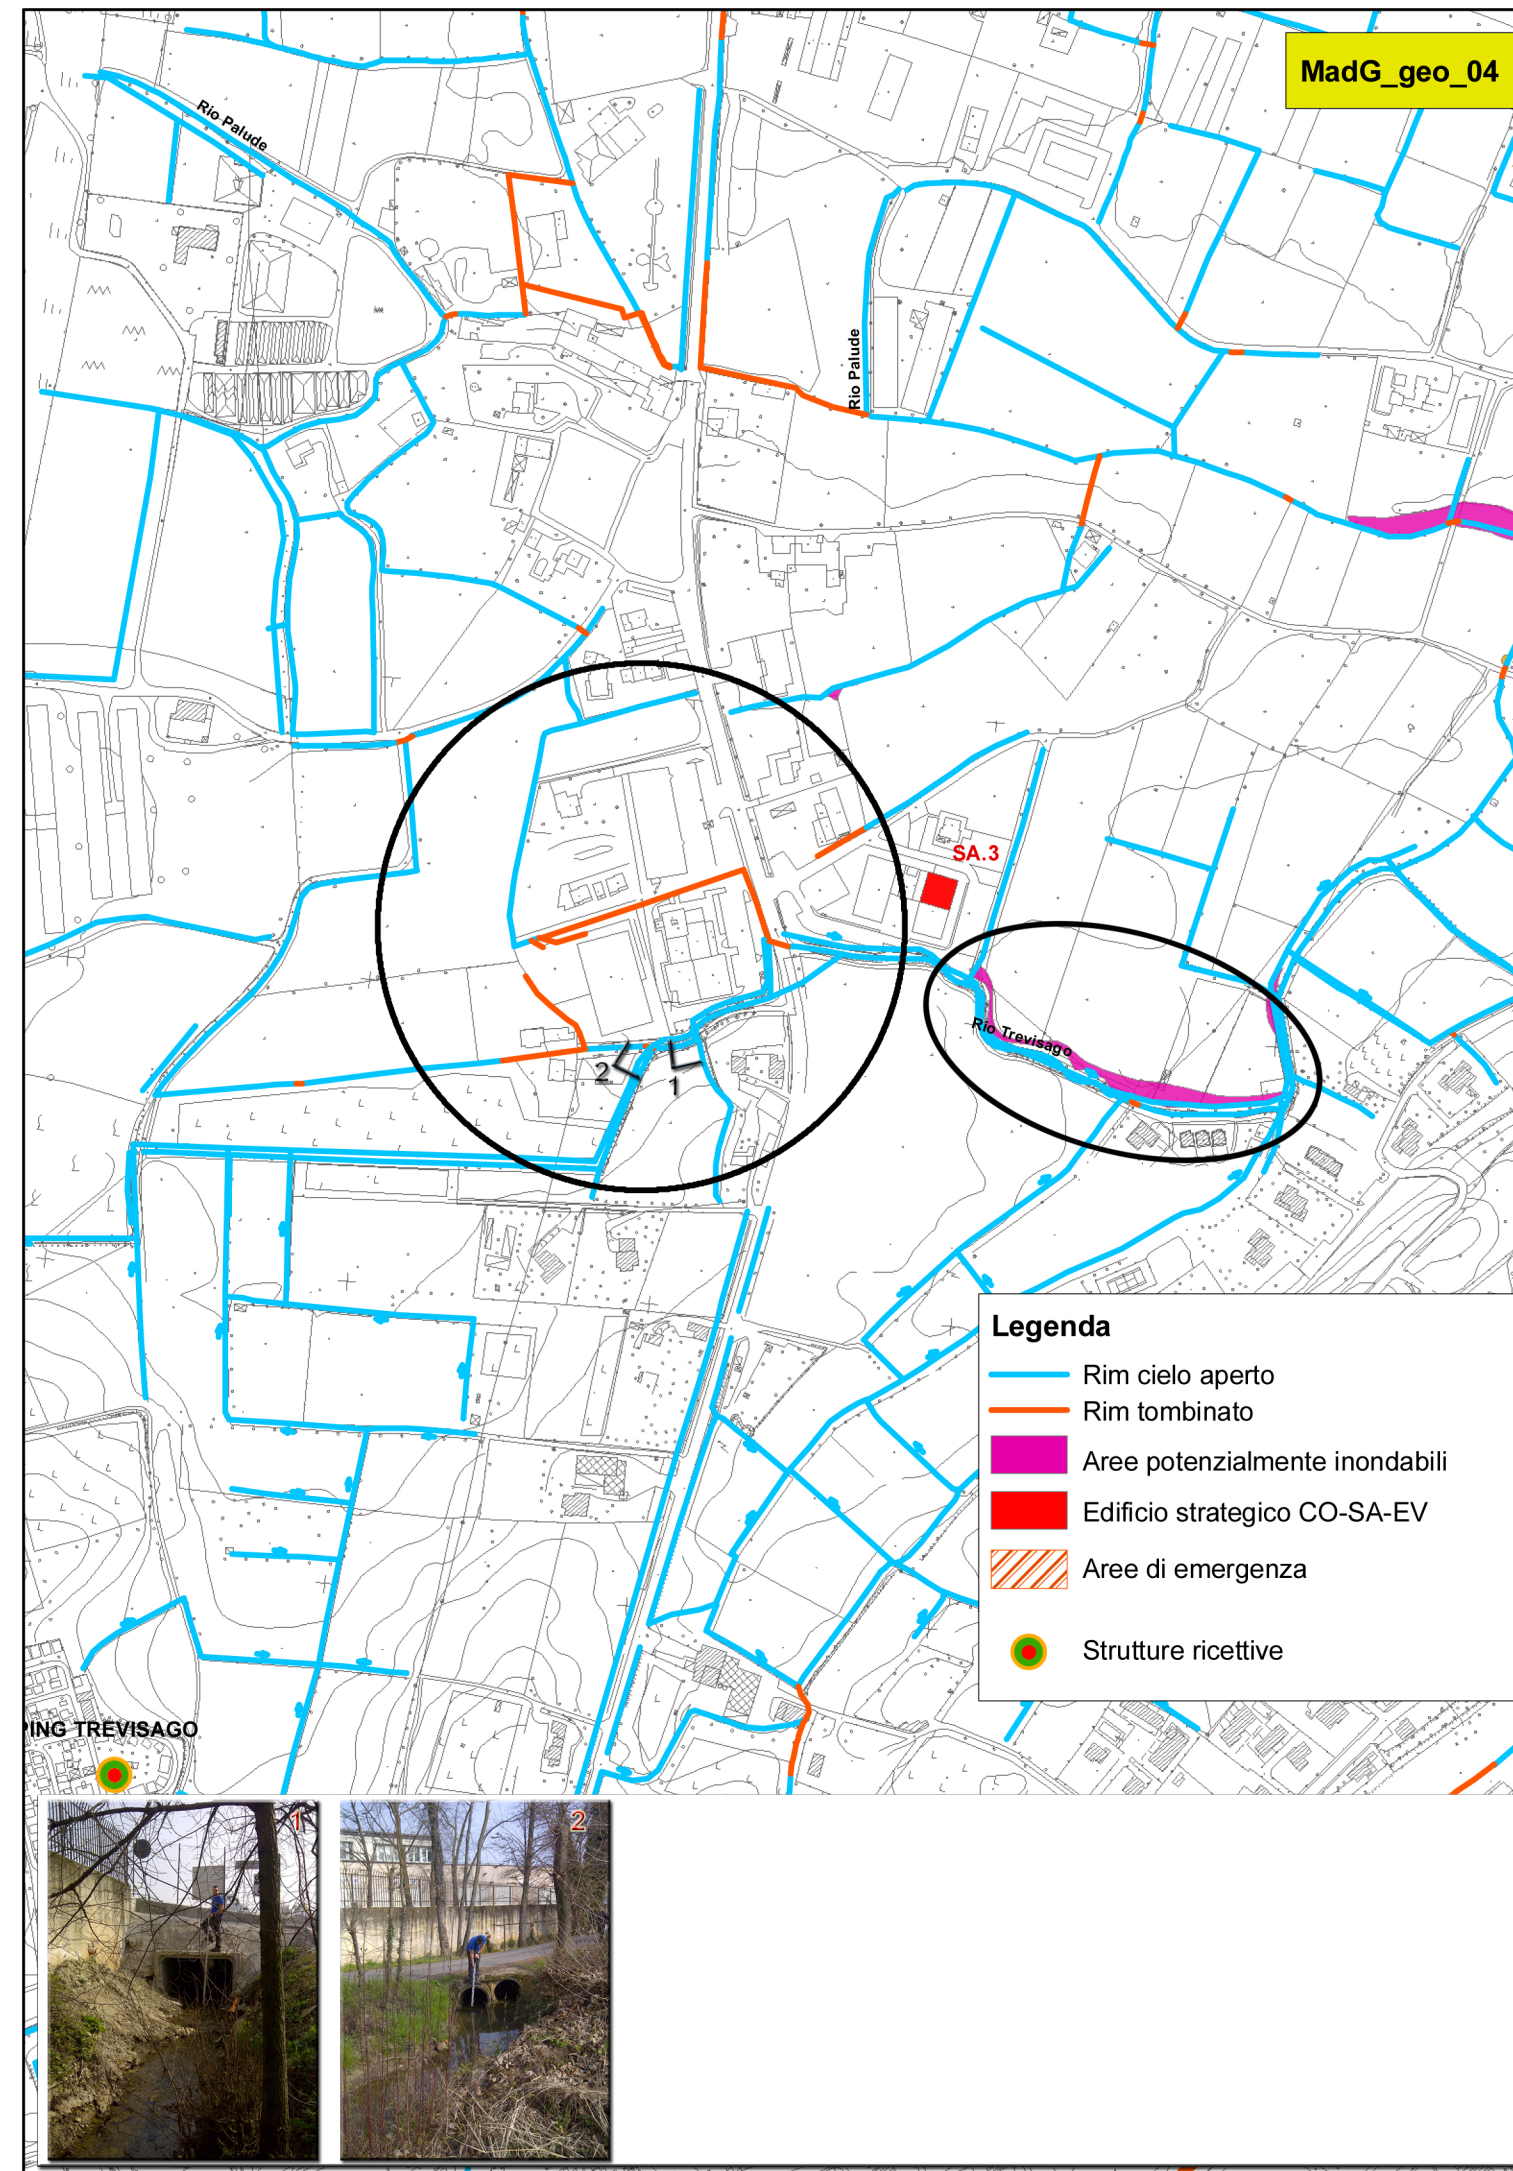 MadG_geo_04
Rio Palude
Rio Palude
SA.3
Rio Trevisago
2
1
Legenda
Rim cielo aperto
Rim tombinato
Aree potenzialmente inondabili
Edificio strategico CO-SA-EV
Aree di emergenza
Strutture ricettive
PING TREVISAGO
1
2